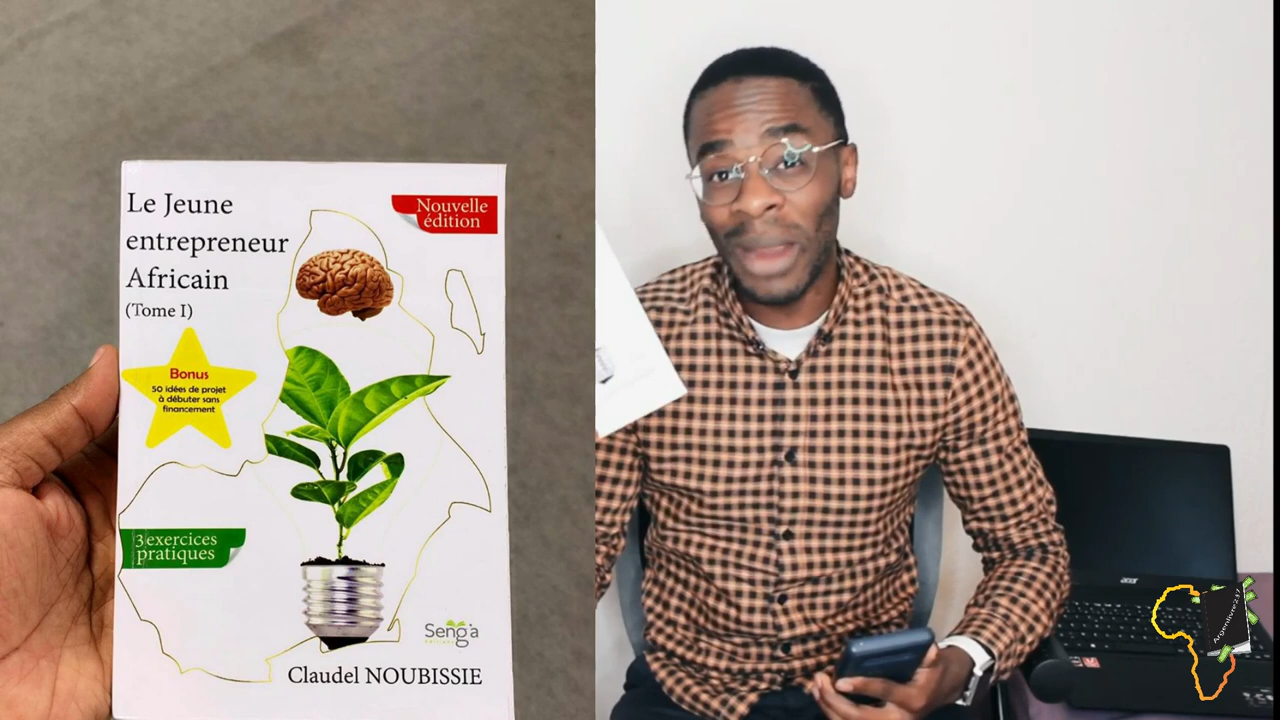 Le Jeune
entrepreneur
Africain
(Tome I)
Nouvelle
édition
Bonus
50 idées de projet
à débuter sans
financement
3 exercices
pratiques
Seng'a
Claudel NOUBISSIE
acer
Argentivre247